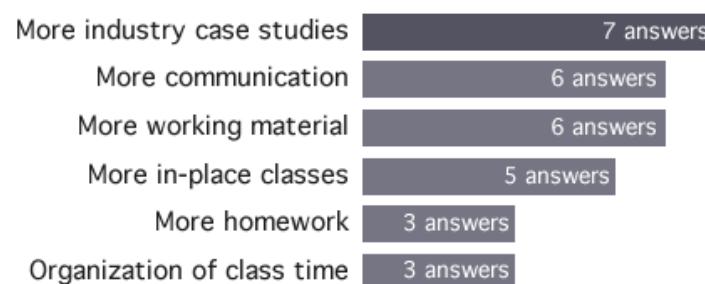 More industry case studies 7 answers
More communication 6 answers
More working material 6 answers
More in-place classes 5 answers
More homework 3 answers
Organization of class time 3 answers